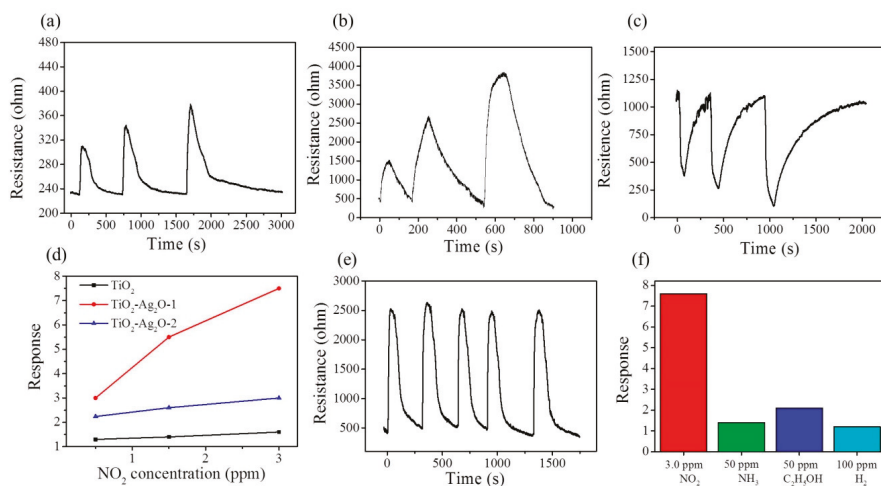 (a)
480
440
400
360
320
280
240
200
Resistance (ohm)
0 500 1000 1500 2000 2500 3000
Time (s)
(b)
4500
4000
3500
3000
2500
2000
1500
1000
500
0
Resistance (ohm)
0 200 400 600 800 1000
Time (s)
(c)
1500
1250
1000
750
500
250
0
Resitence (ohm)
0 500 1000 1500 2000
Time (s)
(d)
8
7
6
5
4
3
2
1
Response
TiO₂
TiO₂-Ag₂O-1
TiO₂-Ag₂O-2
1 2 3
NO₂ concentration (ppm)
(e)
3000
2500
2000
1500
1000
500
Resistance (ohm)
0 500 1000 1500
Time (s)
(f)
8
7
6
5
4
3
2
1
0
Response
3.0 ppm 50 ppm 50 ppm 100 ppm
NO₂ NH₃ C₂H₅OH H₂